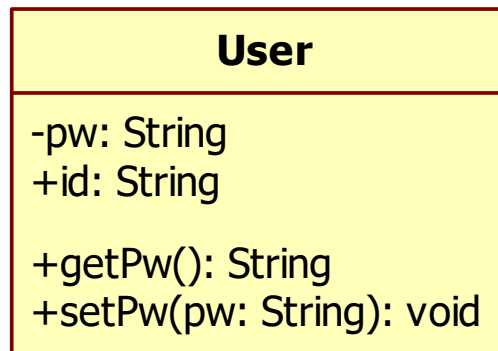 User
-pw: String
+id: String
+getPw(): String
+setPw(pw: String): void